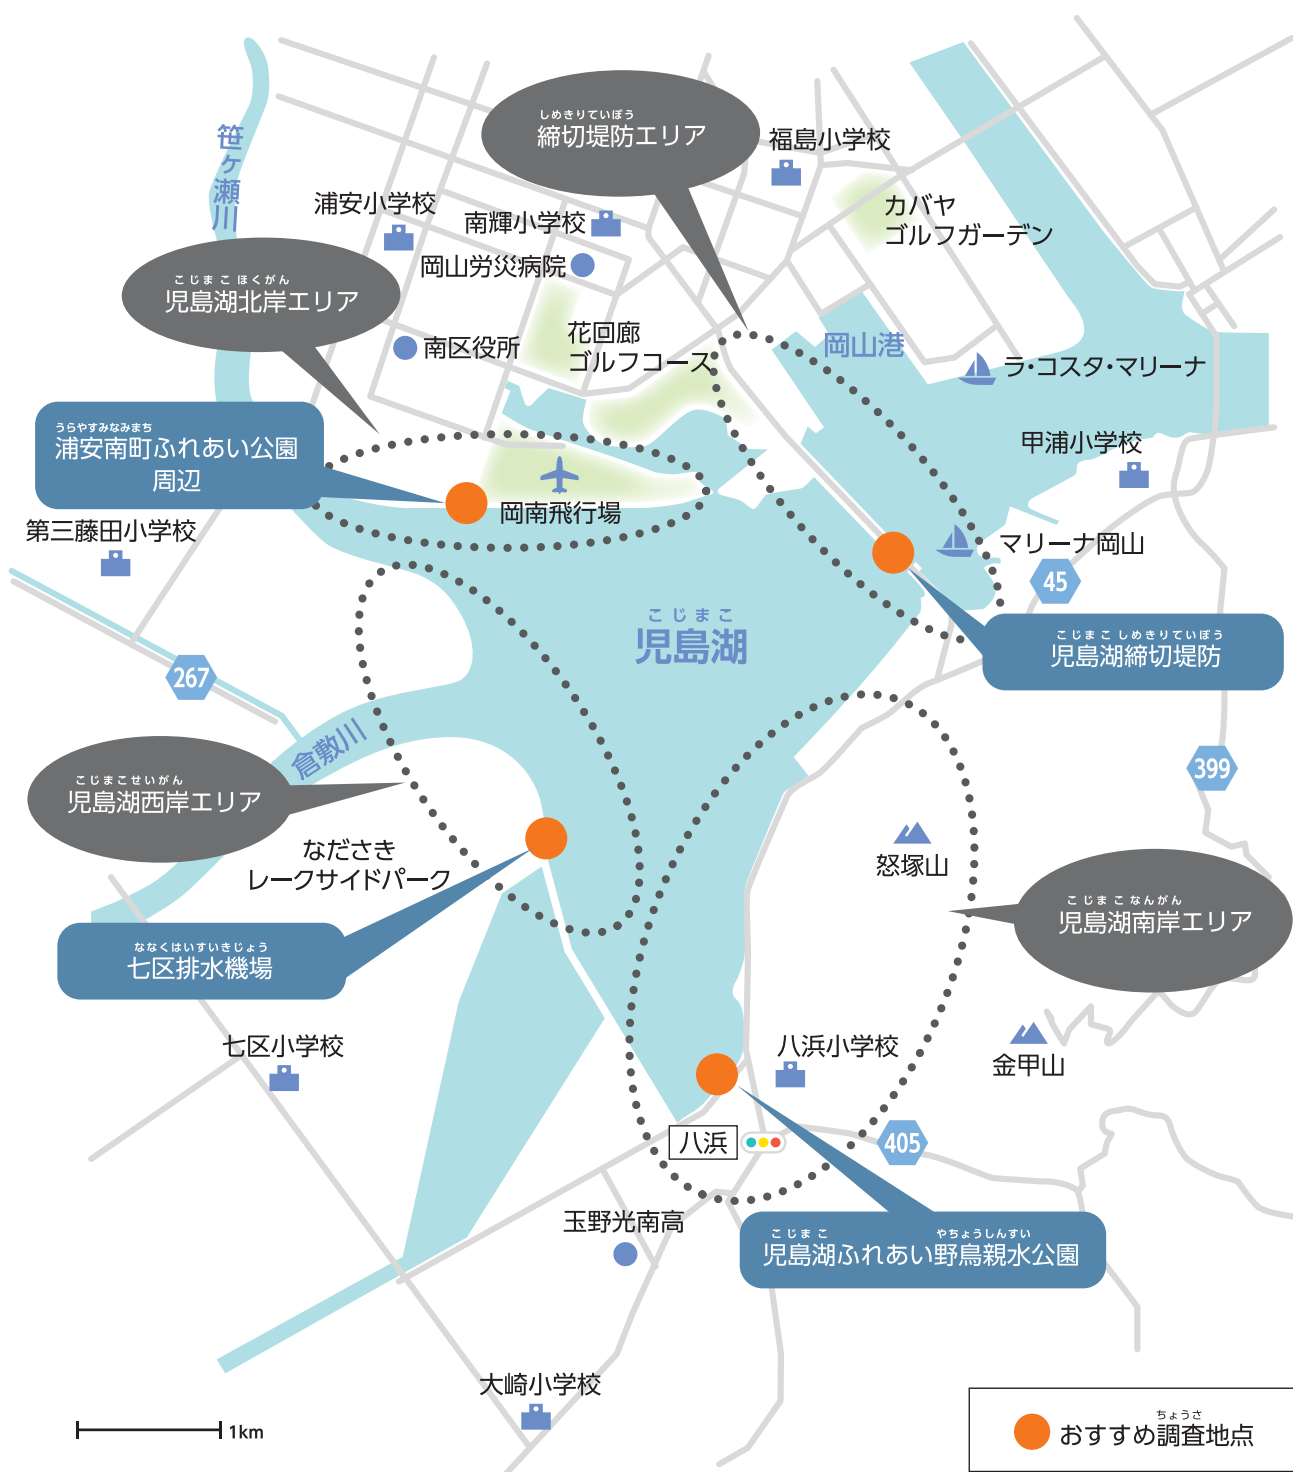 しめきりていぼう
締切堤防エリア
福島小学校
笹ヶ瀬川
浦安小学校
南輝小学校
カバヤ
ゴルフガーデン
岡山労災病院
こじまこほくがん
児島湖北岸エリア
南区役所
花回廊
ゴルフコース
岡山港
ラ・コスタ・マリーナ
うらやすみなみまち
浦安南町ふれあい公園
周辺
甲浦小学校
岡南飛行場
第三藤田小学校
マリーナ岡山
45
こじまこ
児島湖
こじまこしめきりていぼう
児島湖締切堤防
267
倉敷川
399
こじまこせいがん
児島湖西岸エリア
なださき
レークサイドパーク
怒塚山
こじまこなんがん
児島湖南岸エリア
ななくはいすいきじょう
七区排水機場
七区小学校
八浜小学校
金甲山
八浜
405
玉野光南高
こじまこ やちょうしんすい
児島湖ふれあい野鳥親水公園
大崎小学校
1km
ちょうさ
おすすめ調査地点